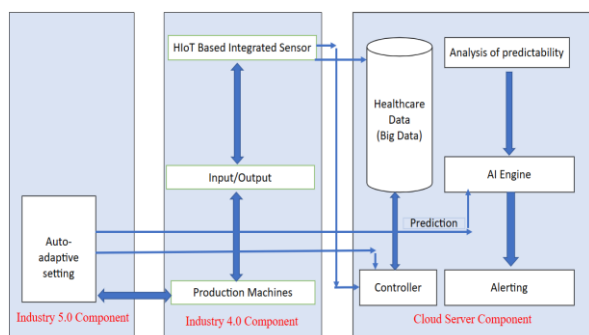 HIoT Based Integrated Sensor
Healthcare
Data
(Big Data)
Analysis of predictability
Input/Output
AI Engine
Prediction
Auto-
adaptive
setting
Production Machines
Controller
Alerting
Industry 5.0 Component
Industry 4.0 Component
Cloud Server Component